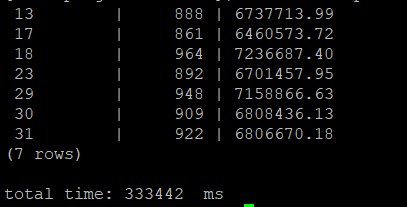 13 | 888 | 6737713.99
17 | 861 | 6460573.72
18 | 964 | 7236687.40
23 | 892 | 6701457.95
29 | 948 | 7158866.63
30 | 909 | 6808436.13
31 | 922 | 6806670.18
(7 rows)
total time: 333442 ms